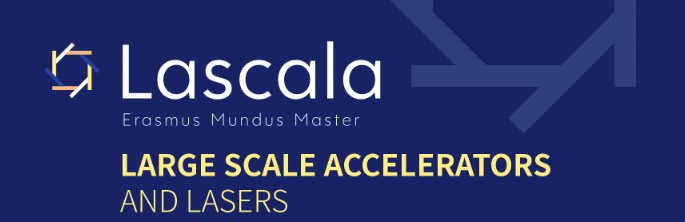 Lascala
Erasmus Mundus Master
LARGE SCALE ACCELERATORS
AND LASERS